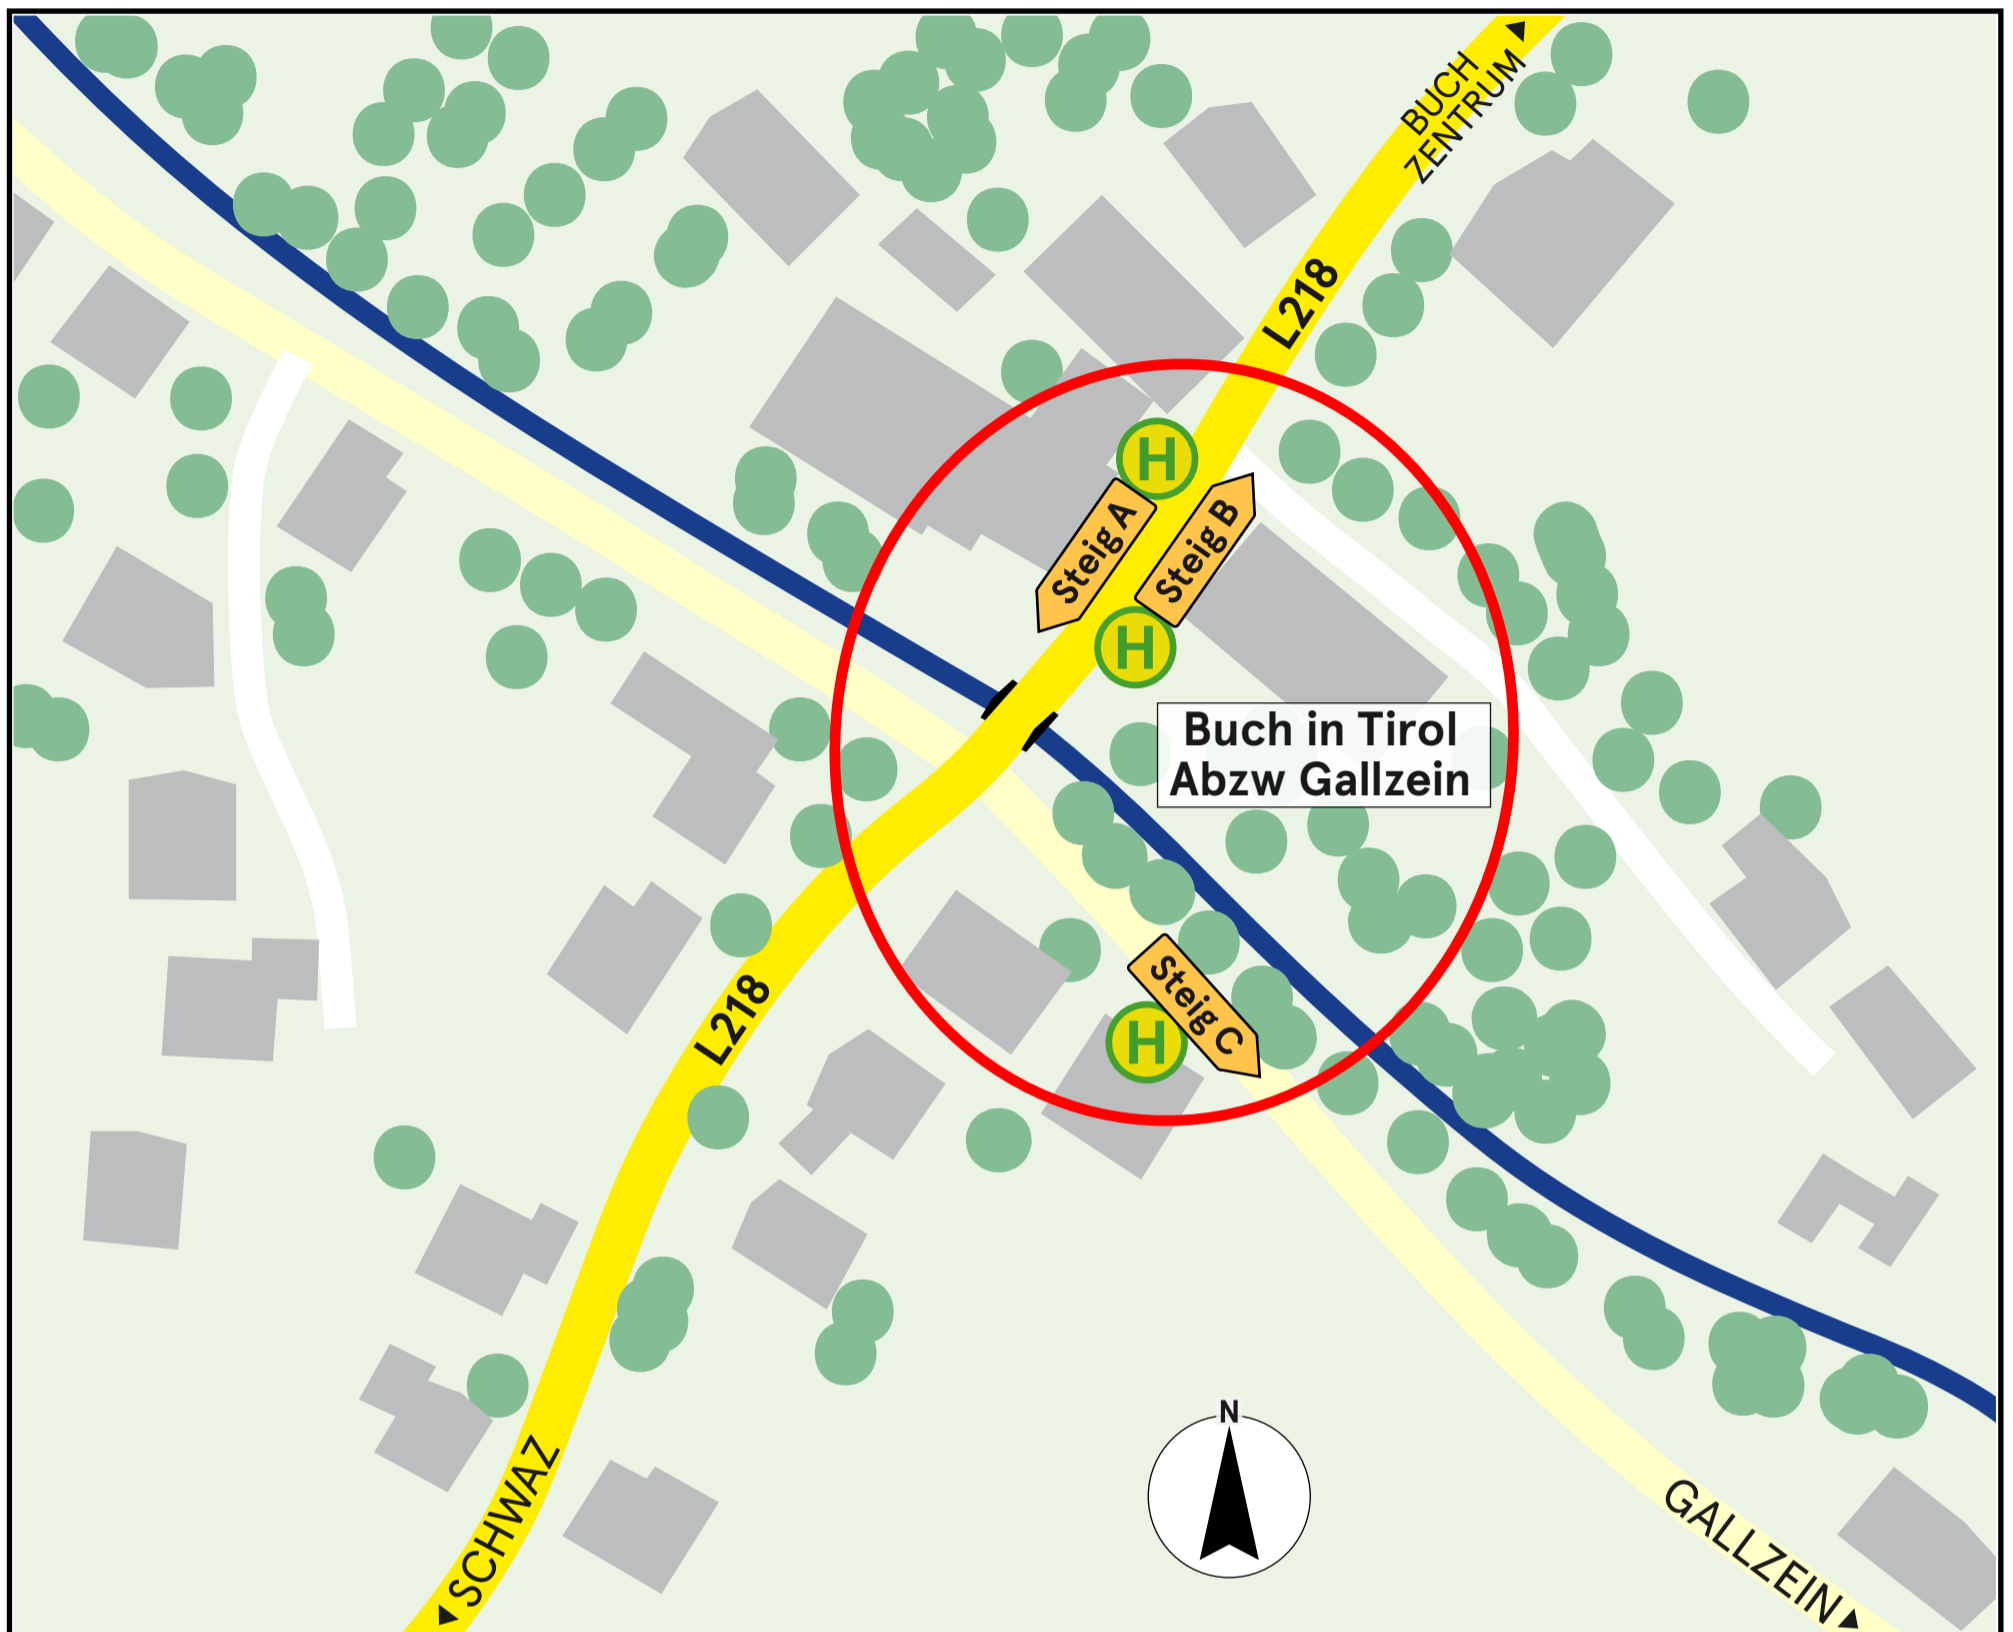 BUCH
ZENTRUM
L218
H
Steig A
Steig B
H
Buch in Tirol
Abzw Gallzein
Steig C
H
L218
N
SCHWAZ
GALLZEIN